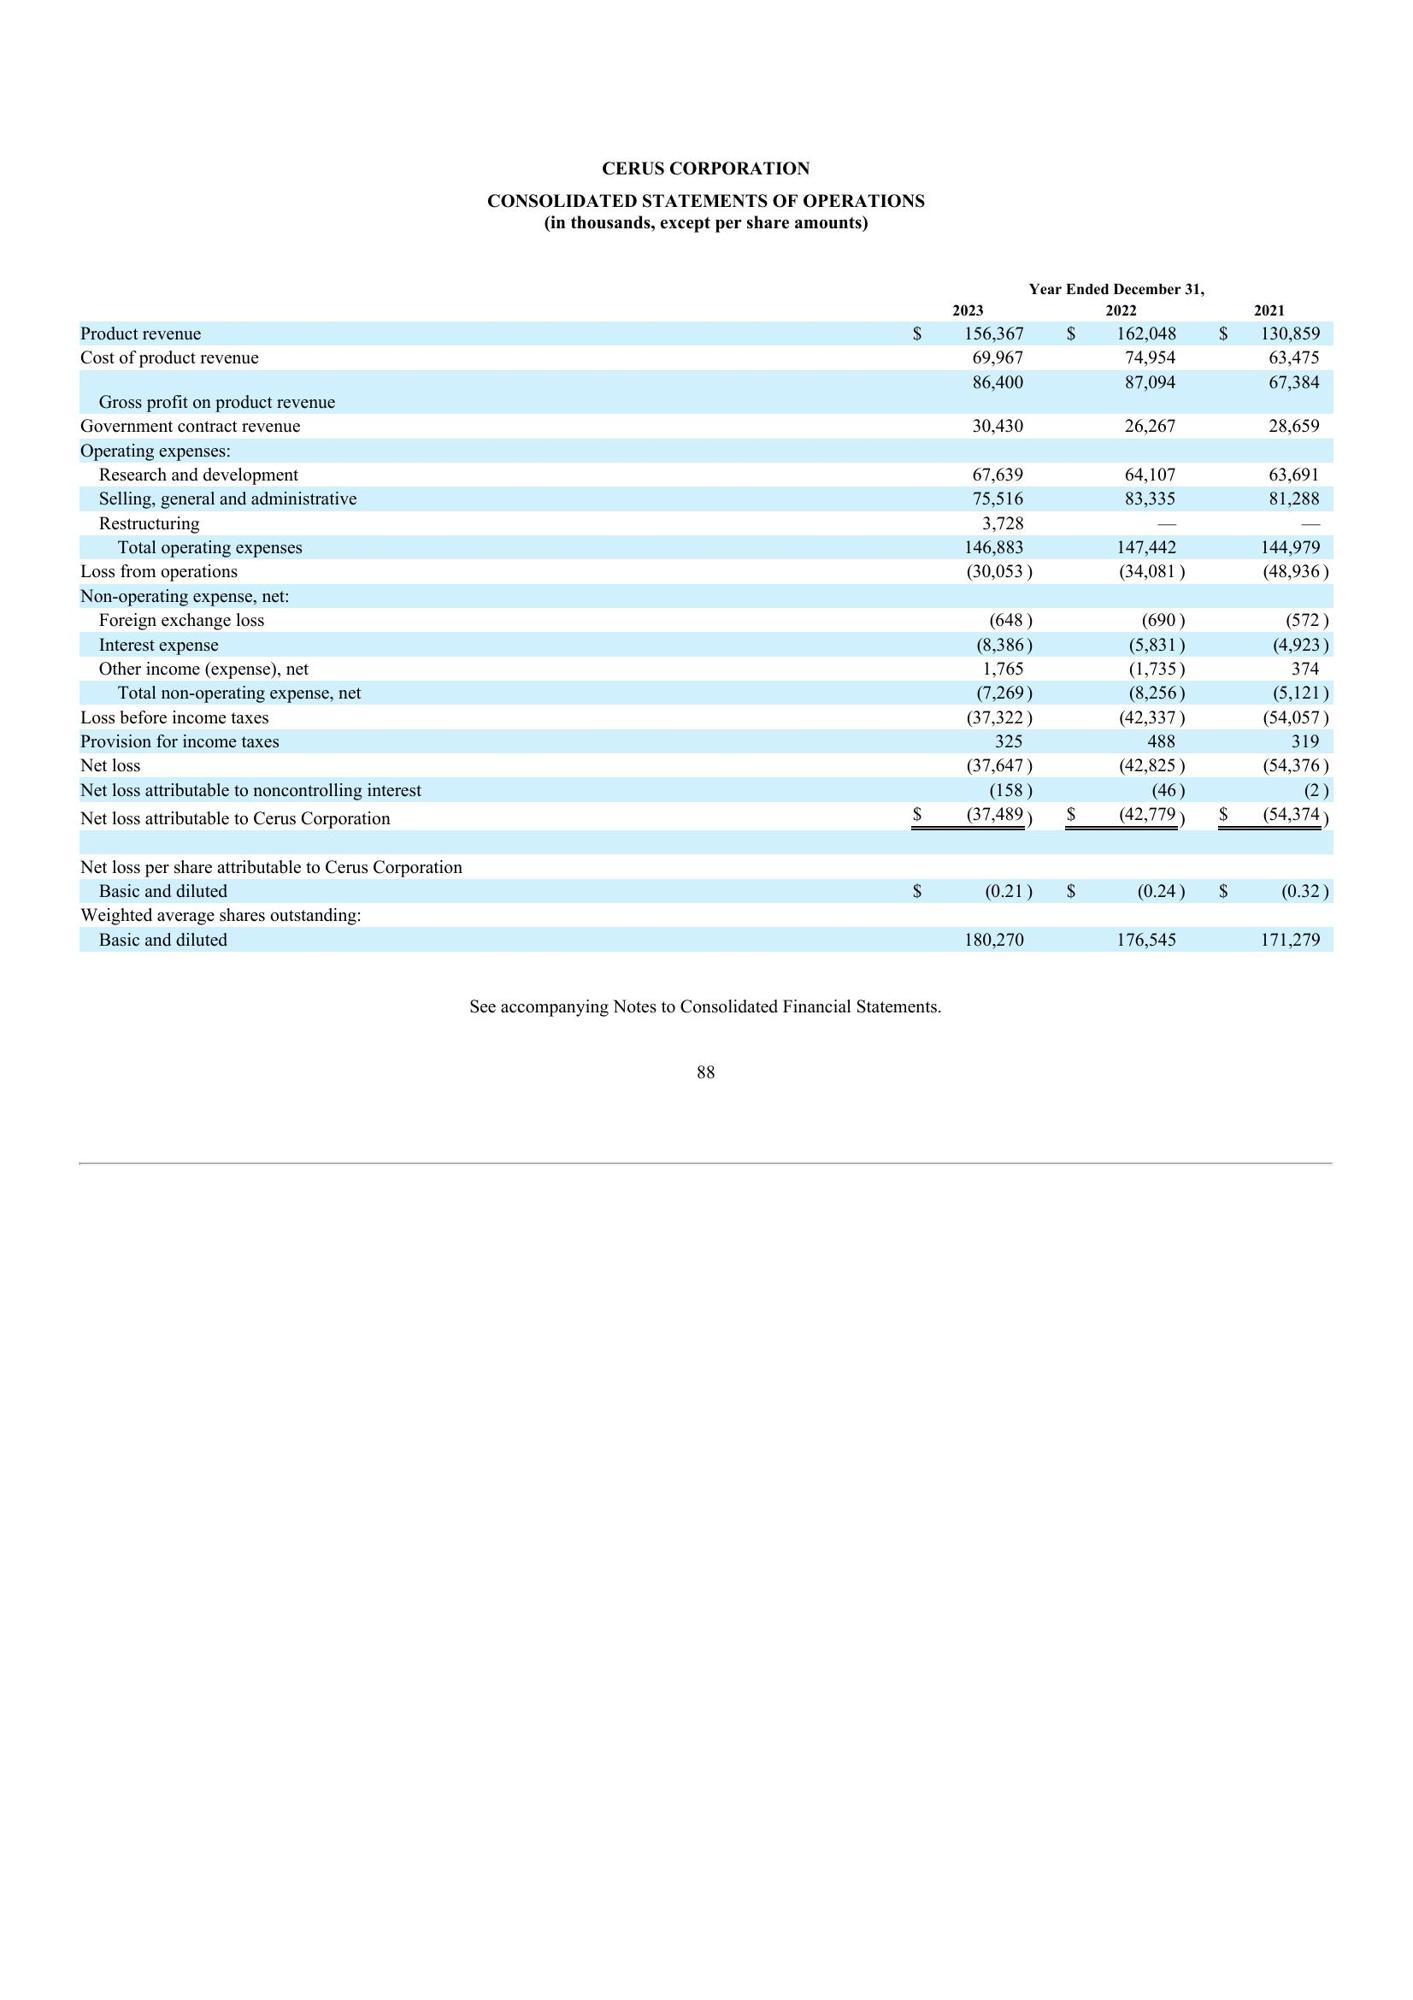 CERUS CORPORATION
CONSOLIDATED STATEMENTS OF OPERATIONS
(in thousands, except per share amounts)
Year Ended December 31,
2023 2022 2021
Product revenue $ 156,367 $ 162,048 $ 130,859
Cost of product revenue 69,967 74,954 63,475
Gross profit on product revenue 86,400 87,094 67,384
Government contract revenue 30,430 26,267 28,659
Operating expenses:
Research and development 67,639 64,107 63,691
Selling, general and administrative 75,516 83,335 81,288
Restructuring 3,728 — —
Total operating expenses 146,883 147,442 144,979
Loss from operations (30,053 ) (34,081 ) (48,936 )
Non-operating expense, net:
Foreign exchange loss (648 ) (690 ) (572 )
Interest expense (8,386 ) (5,831 ) (4,923 )
Other income (expense), net 1,765 (1,735 ) 374
Total non-operating expense, net (7,269 ) (8,256 ) (5,121 )
Loss before income taxes (37,322 ) (42,337 ) (54,057 )
Provision for income taxes 325 488 319
Net loss (37,647 ) (42,825 ) (54,376 )
Net loss attributable to noncontrolling interest (158 ) (46 ) (2 )
Net loss attributable to Cerus Corporation $ (37,489 ) $ (42,779 ) $ (54,374 )
Net loss per share attributable to Cerus Corporation
Basic and diluted $ (0.21 ) $ (0.24 ) $ (0.32 )
Weighted average shares outstanding:
Basic and diluted 180,270 176,545 171,279
See accompanying Notes to Consolidated Financial Statements.
88